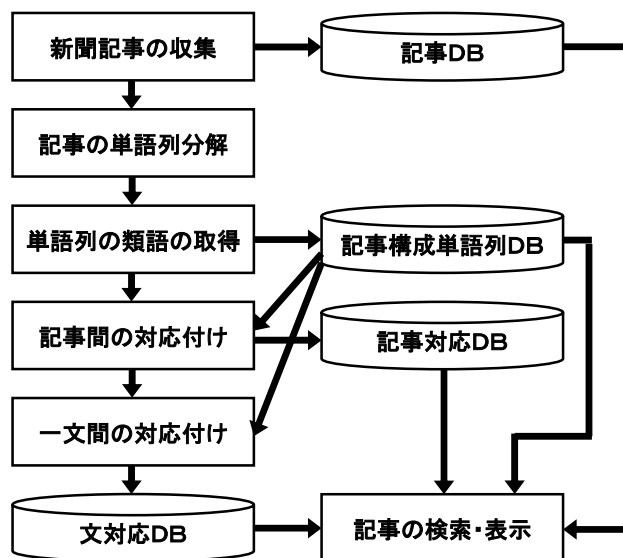 新聞記事の収集
記事DB
記事の単語列分解
単語列の類語の取得
記事構成単語列DB
記事間の対応付け
記事対応DB
一文間の対応付け
文対応DB
記事の検索・表示